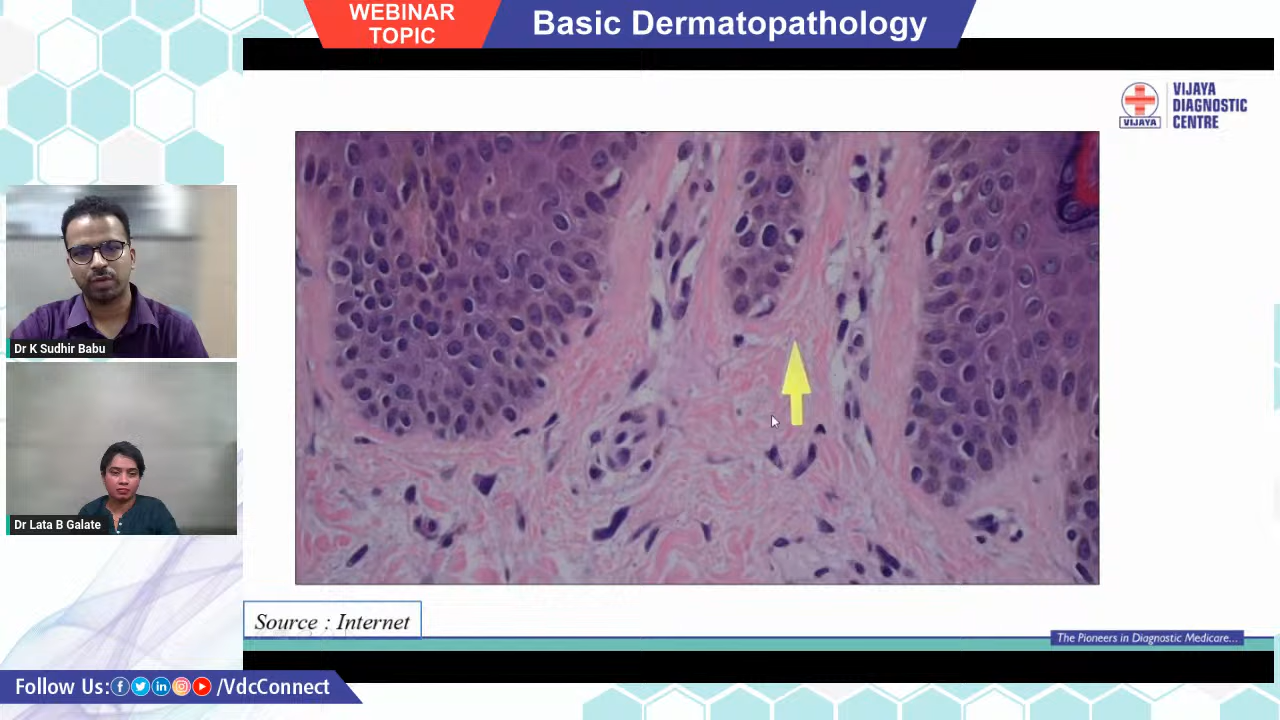 WEBINAR
TOPIC
Basic Dermatopathology
VIJAYA
VIJAYA
DIAGNOSTIC
CENTRE
Dr K Sudhir Babu
Dr Lata B Galate
Source : Internet
The Pioneers in Diagnostic Medicare...
Follow Us: /VdcConnect